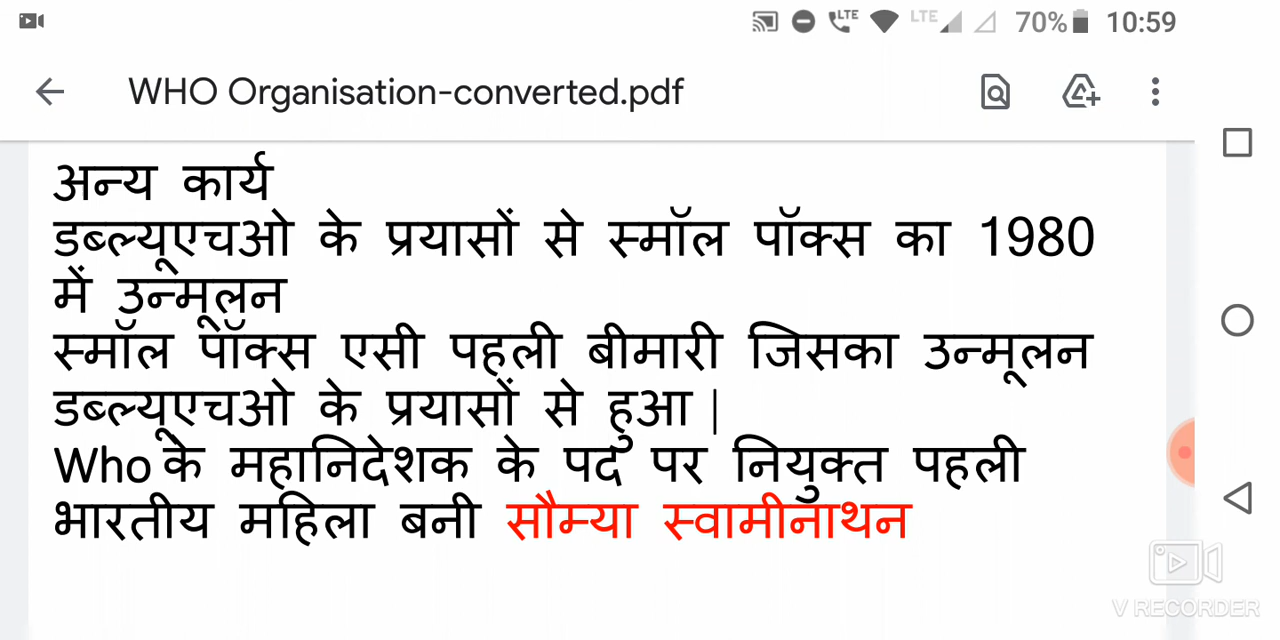 LTE LTE 70% 10:59
WHO Organisation-converted.pdf
अन्य कार्य
डब्ल्यूएचओ के प्रयासों से स्मॉल पॉक्स का 1980
में उन्मूलन
स्मॉल पॉक्स एसी पहली बीमारी जिसका उन्मूलन
डब्ल्यूएचओ के प्रयासों से हुआ |
Who के महानिदेशक के पद पर नियुक्त पहली
भारतीय महिला बनी सौम्या स्वामीनाथन
V RECORDER